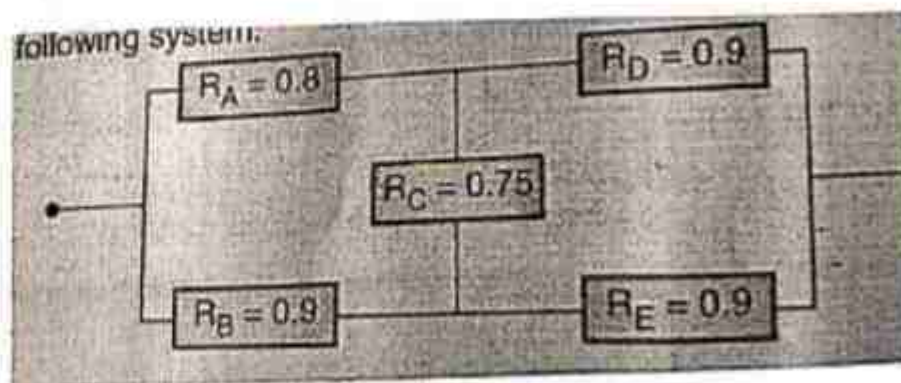 following system.
R_A = 0.8
R_D = 0.9
R_C = 0.75
R_B = 0.9
R_E = 0.9